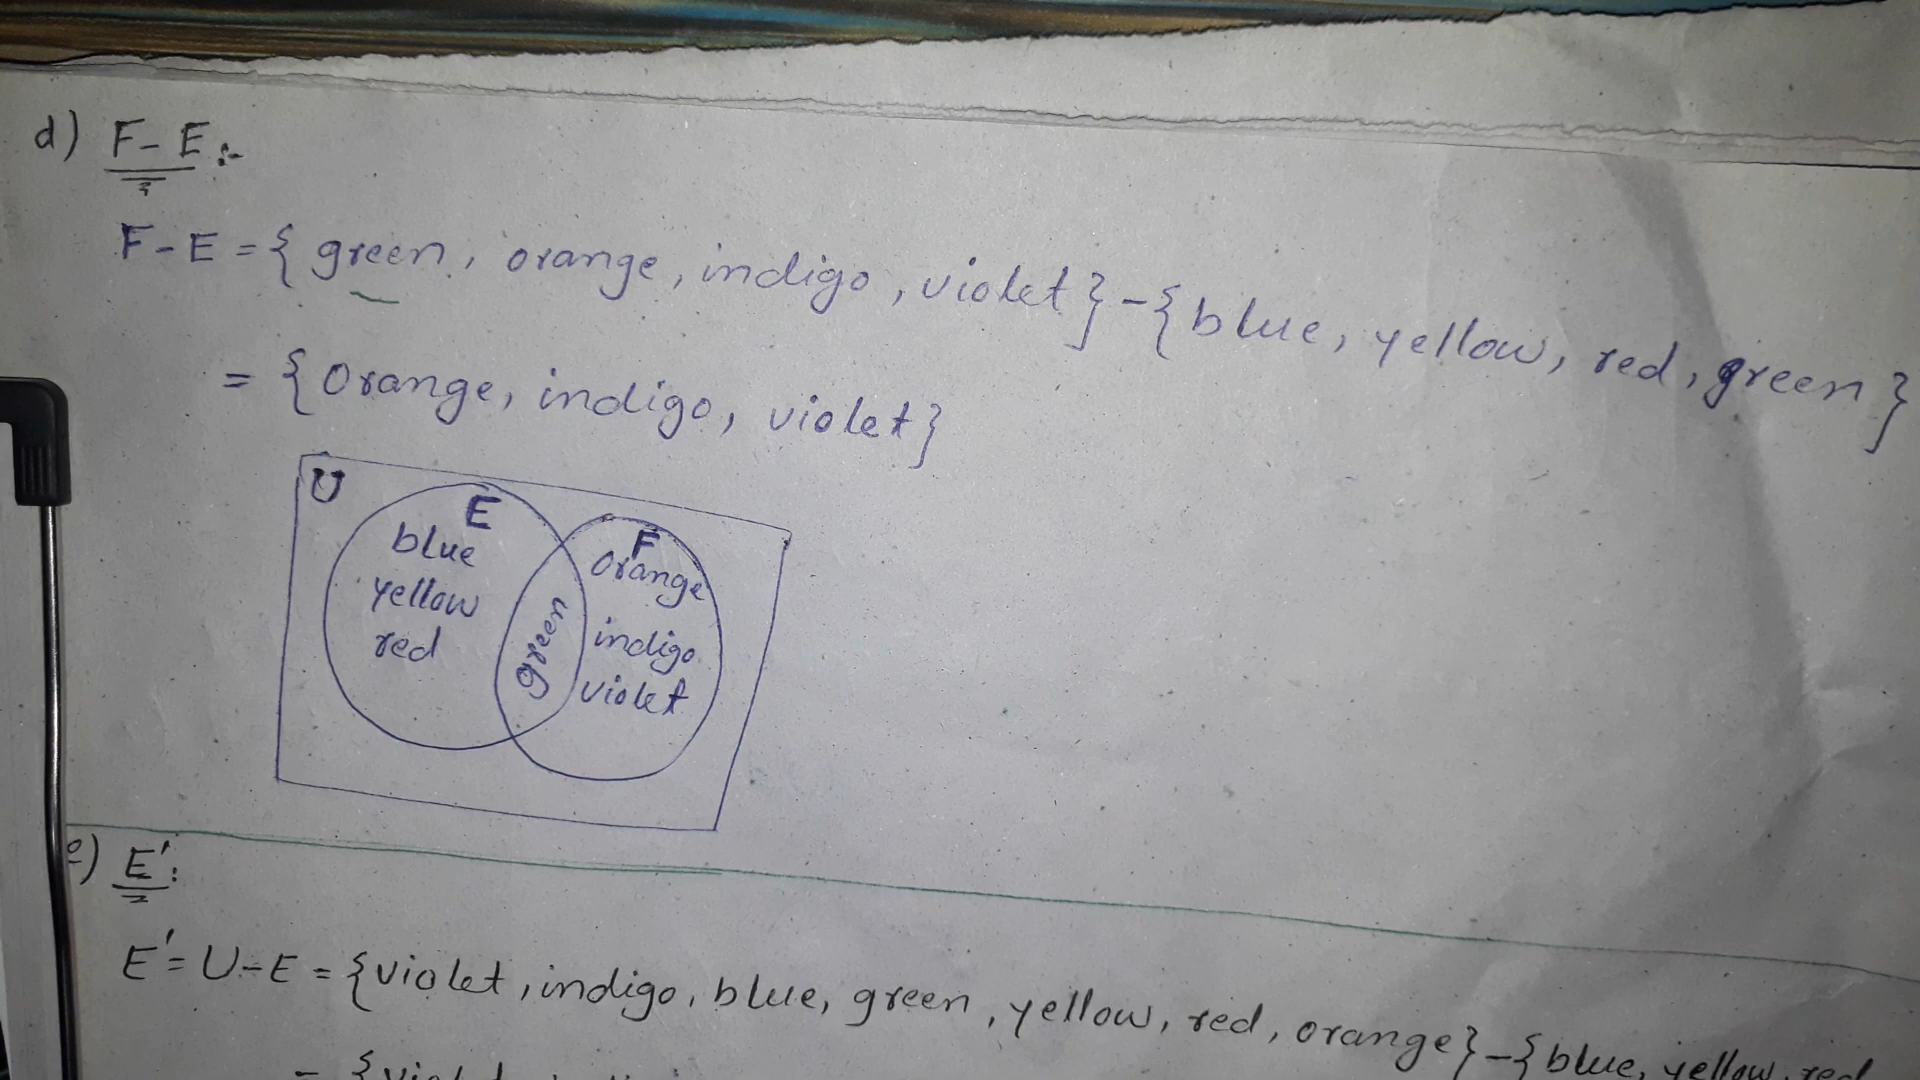 d) F-E:-
F-E = { green, orange, indigo, violet } - { blue, yellow, red, green }
= { Orange, indigo, violet }
U
E
F
blue
yellow
red
green
orange
indigo
violet
e) E':
E' = U-E = { violet, indigo, blue, green, yellow, red, orange } - { blue, yellow, red